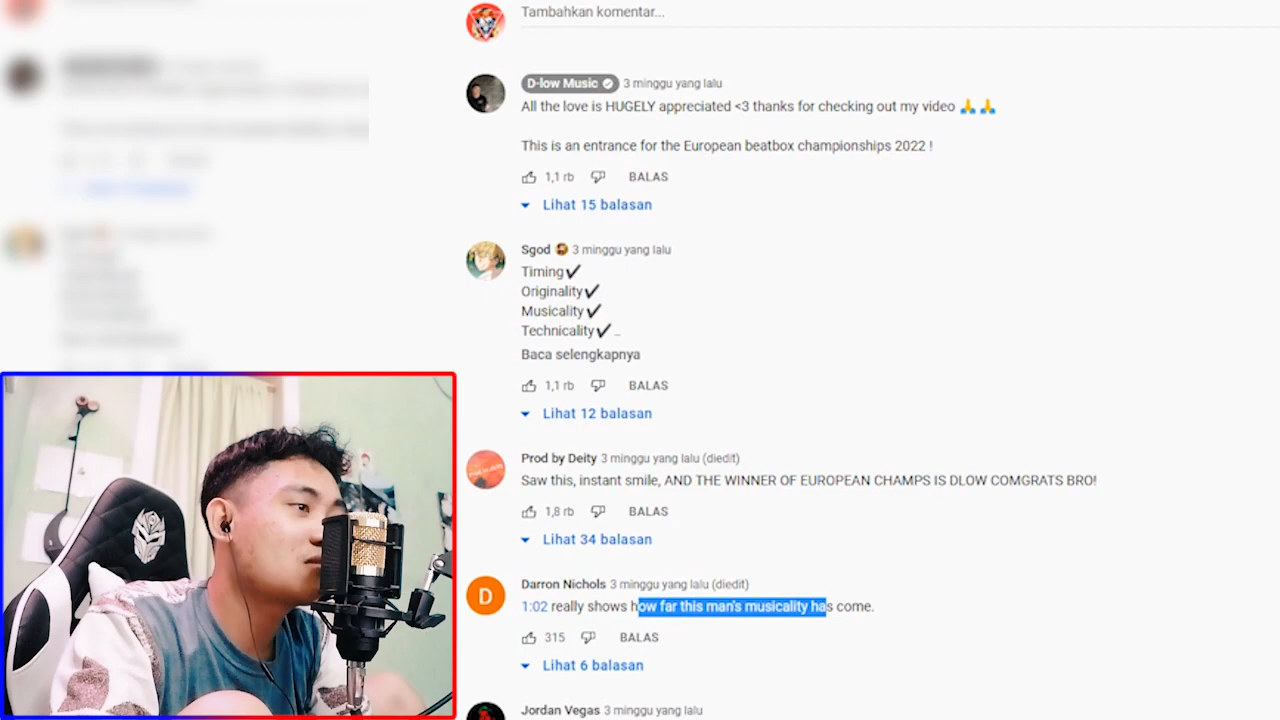 Tambahkan komentar...
D-low Music 3 minggu yang lalu
All the love is HUGELY appreciated <3 thanks for checking out my video 🙏 🙏
This is an entrance for the European beatbox championships 2022 !
1,1 rb BALAS
Lihat 15 balasan
Sgod 3 minggu yang lalu
Timing✔
Originality✔
Musicality✔
Technicality✔ ..
Baca selengkapnya
1,1 rb BALAS
Lihat 12 balasan
Prod by Deity 3 minggu yang lalu (diedit)
Saw this, instant smile, AND THE WINNER OF EUROPEAN CHAMPS IS DLOW COMGRATS BRO!
1,8 rb BALAS
Lihat 34 balasan
D
Darron Nichols 3 minggu yang lalu (diedit)
1:02 really shows how far this man's musicality has come.
315 BALAS
Lihat 6 balasan
Jordan Vegas 3 minggu yang lalu